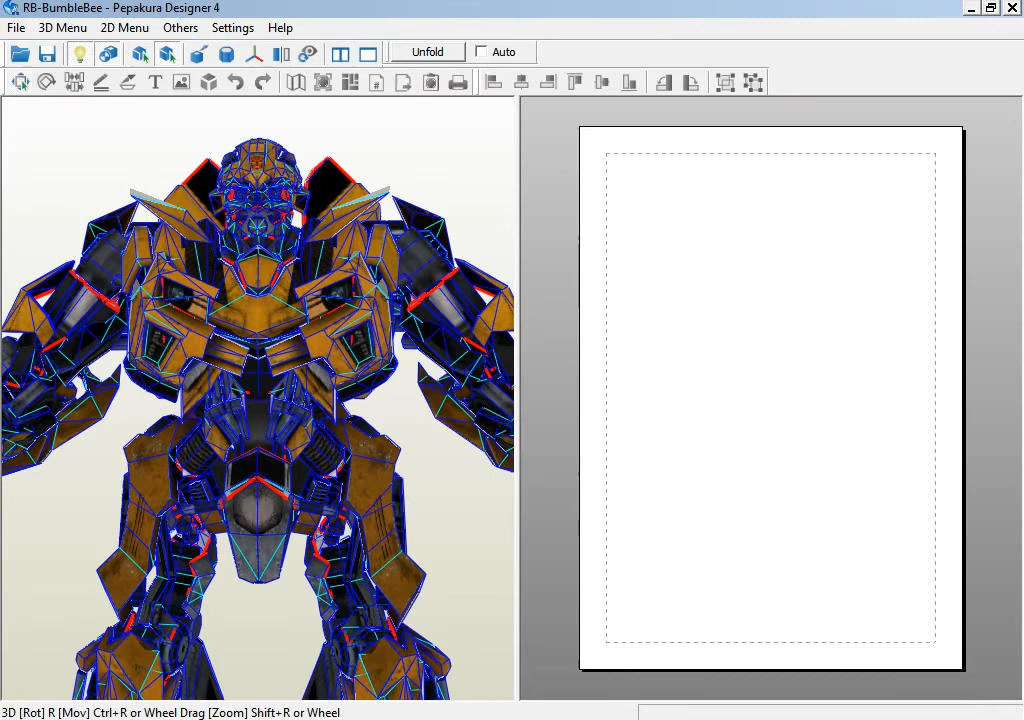 RB-BumbleBee - Pepakura Designer 4
File 3D Menu 2D Menu Others Settings Help
Unfold Auto
3D [Rot] R [Mov] Ctrl+R or Wheel Drag [Zoom] Shift+R or Wheel